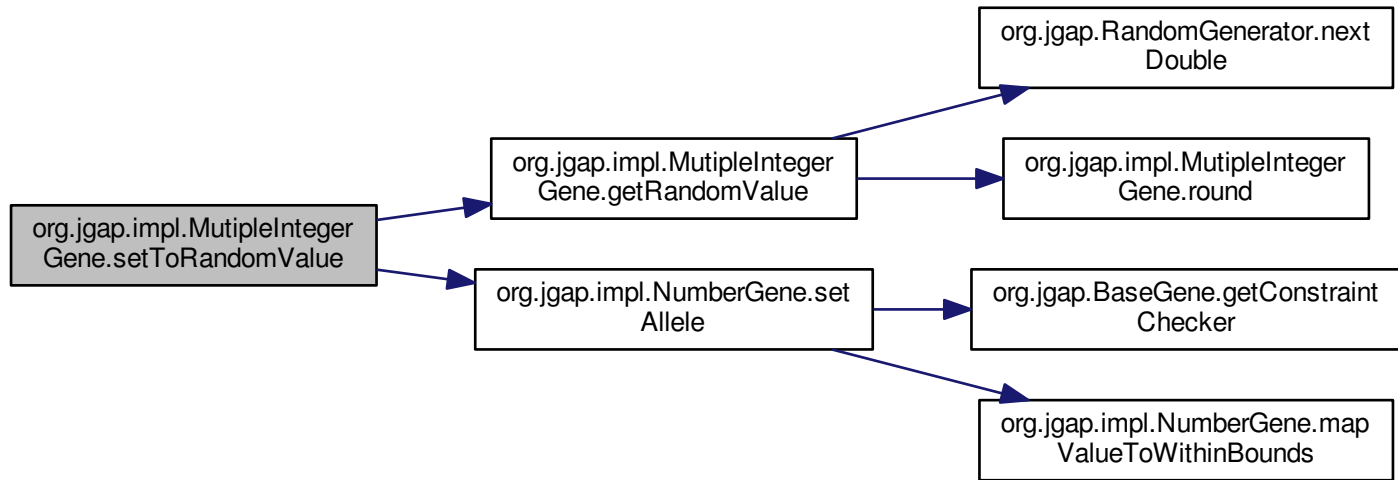 org.jgap.impl.MutipleInteger
Gene.setToRandomValue
org.jgap.impl.MutipleInteger
Gene.getRandomValue
org.jgap.impl.NumberGene.set
Allele
org.jgap.RandomGenerator.next
Double
org.jgap.impl.MutipleInteger
Gene.round
org.jgap.BaseGene.getConstraint
Checker
org.jgap.impl.NumberGene.map
ValueToWithinBounds